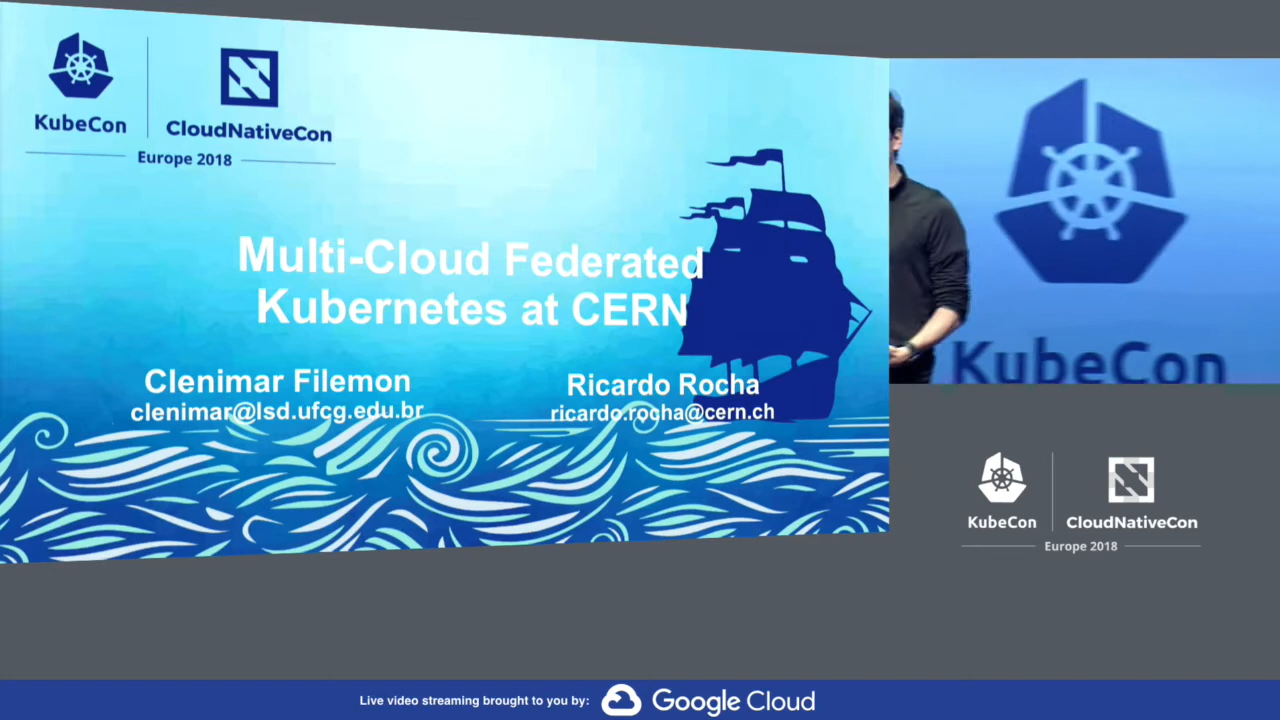 KubeCon
CloudNativeCon
Europe 2018
Multi-Cloud Federated
Kubernetes at CERN
Clenimar Filemon
clenimar@lsd.ufcg.edu.br
Ricardo Rocha
ricardo.rocha@cern.ch
KubeCon
KubeCon
CloudNativeCon
Europe 2018
Live video streaming brought to you by:
Google Cloud